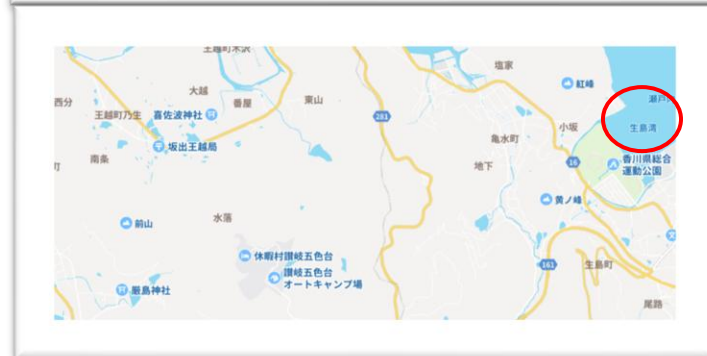 王越町木沢
塩家
紅峰
西分
大越
番屋
東山
瀬戸
王越町乃生
喜佐波神社
281
小坂
生島湾
坂出王越局
亀水町
南条
地下
16
香川県総合
運動公園
黄ノ峰
前山
水落
休暇村讃岐五色台
讃岐五色台
オートキャンプ場
161
生島町
厳島神社
尾路